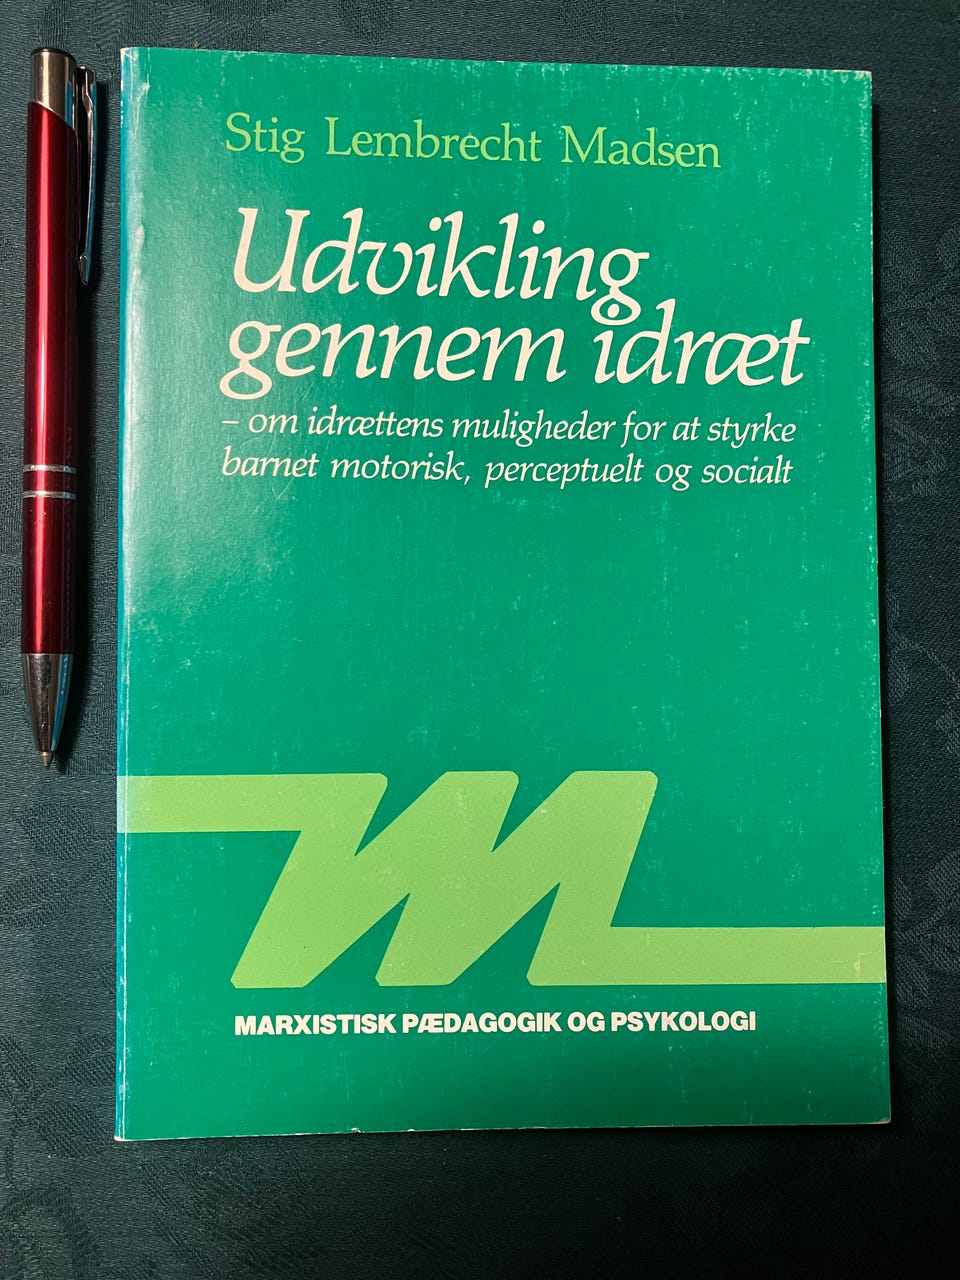 Stig Lembrecht Madsen
Udvikling
gennem idræt
– om idrættens muligheder for at styrke
barnet motorisk, perceptuelt og socialt
MARXISTISK PÆDAGOGIK OG PSYKOLOGI